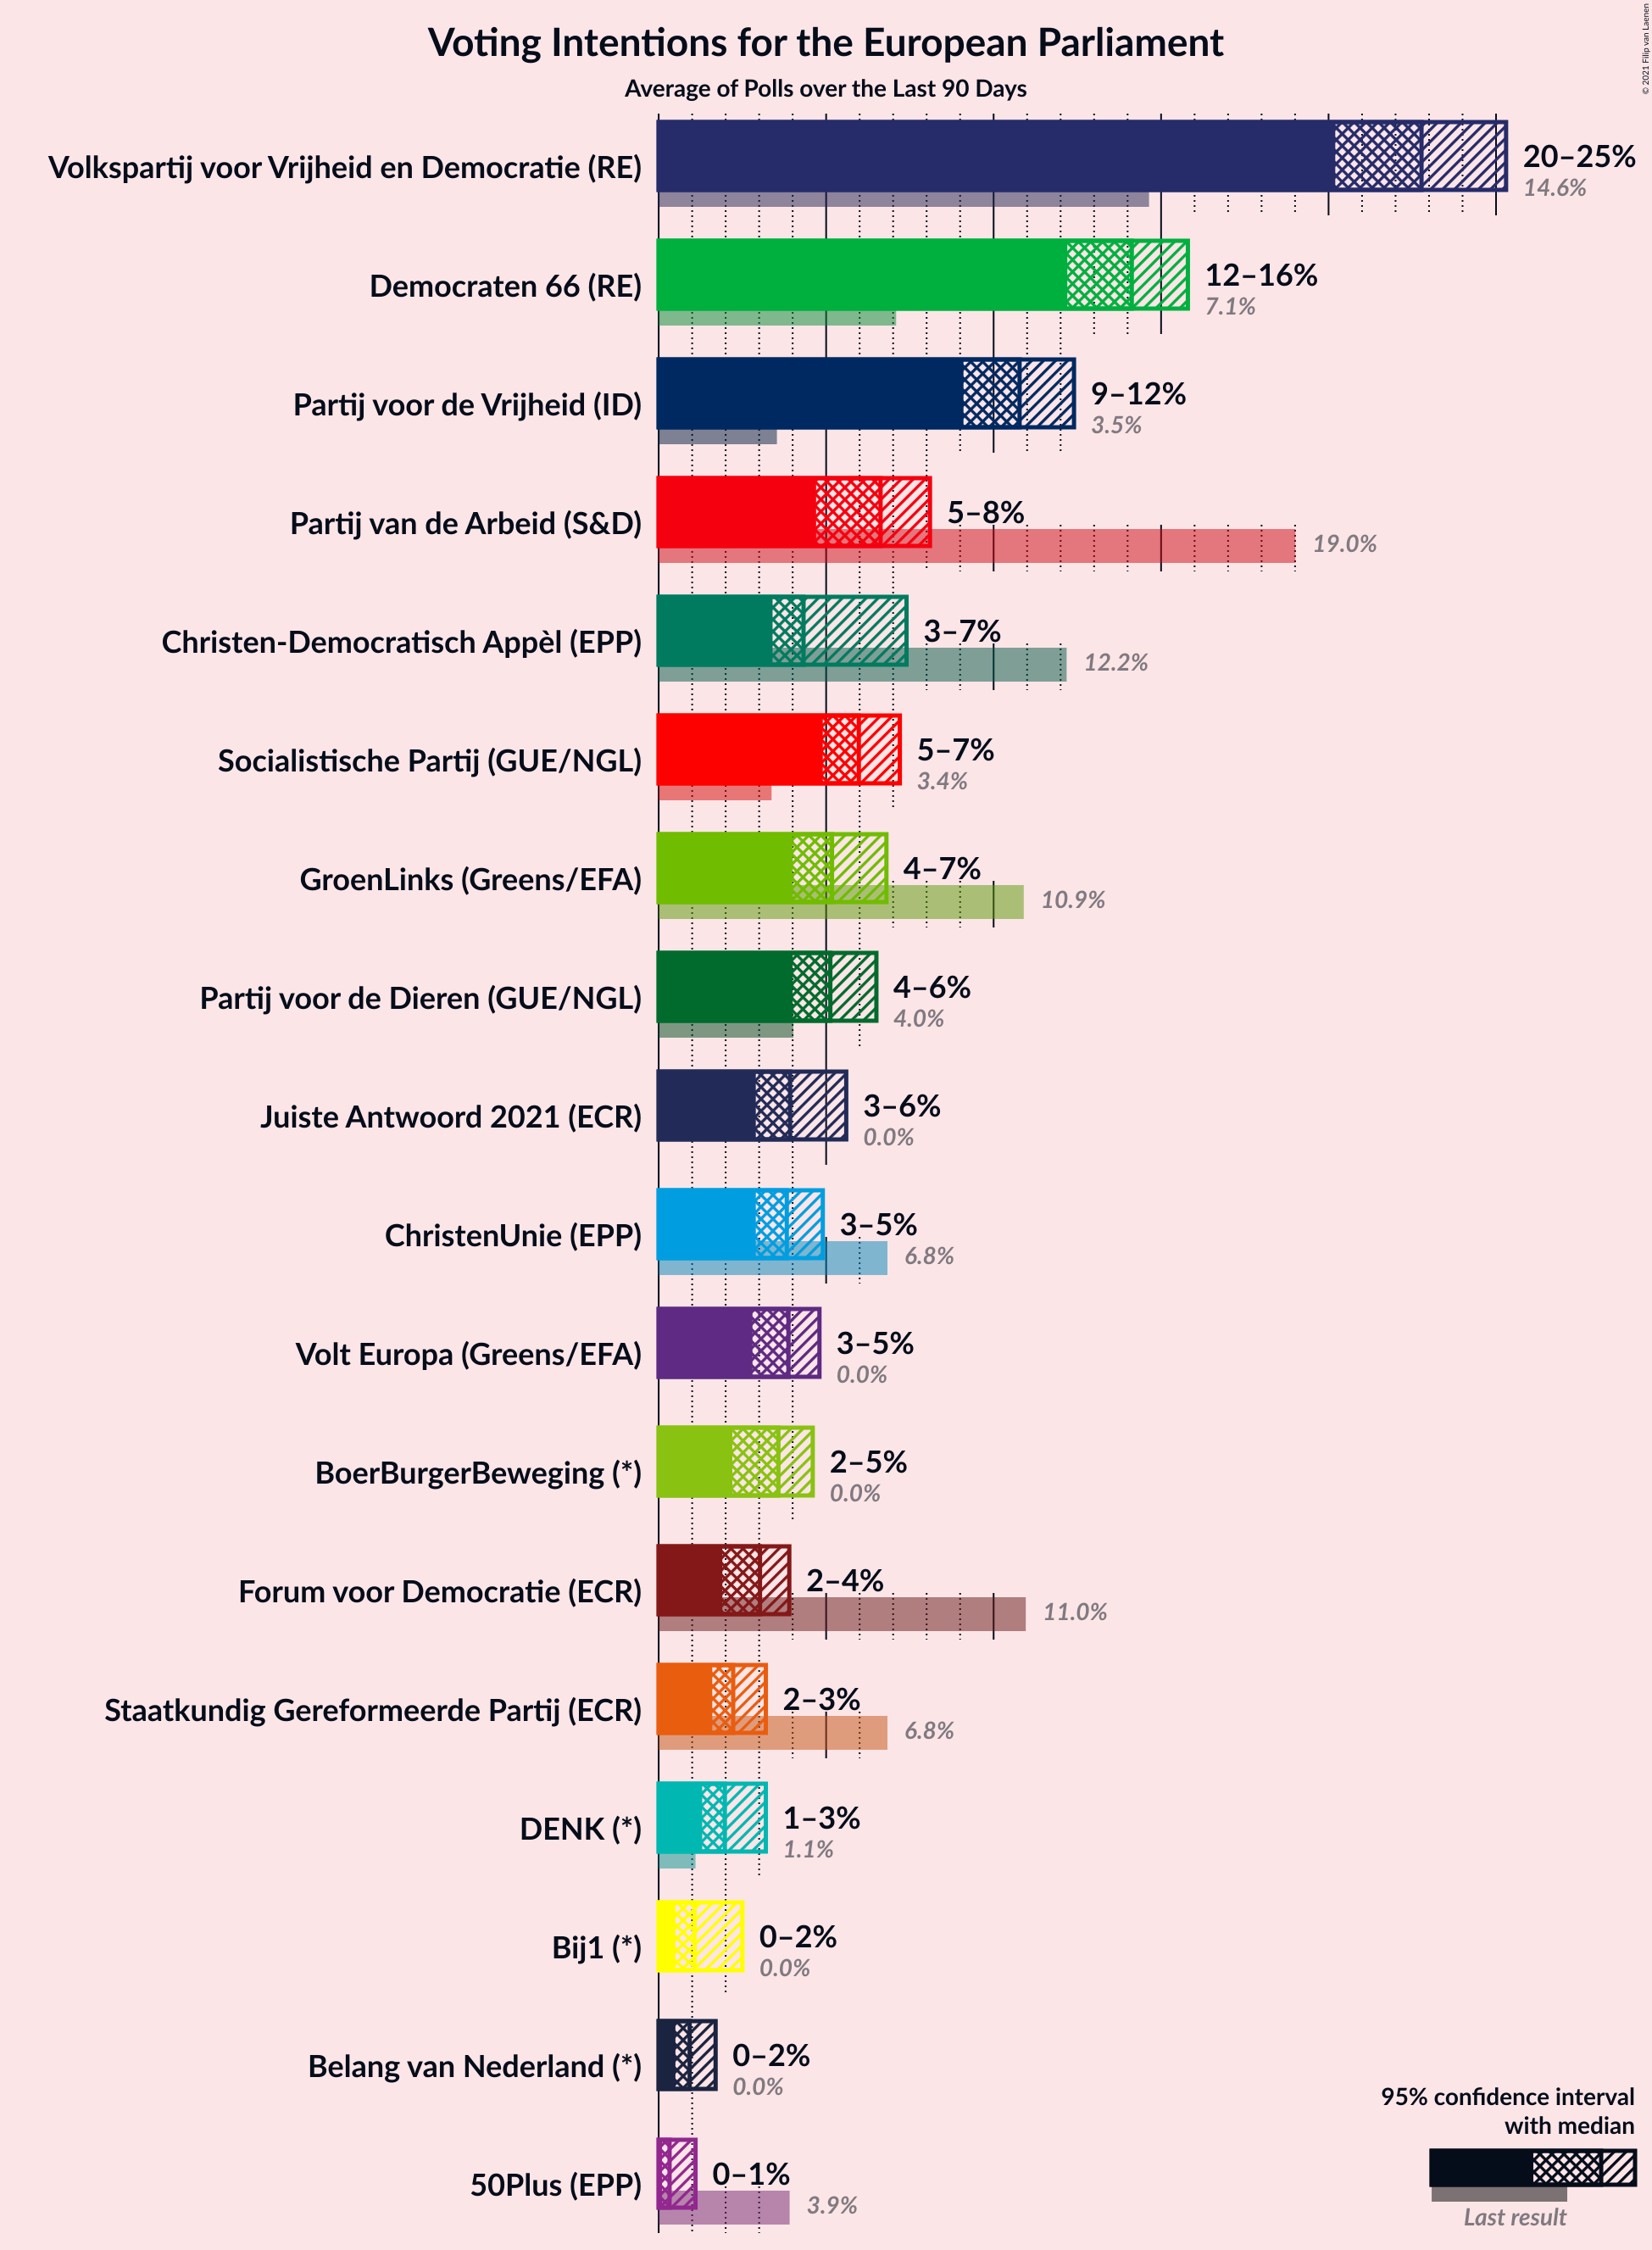 Voting Intentions for the European Parliament
Average of Polls over the Last 90 Days
© 2021 Filip van Laenen
Volkspartij voor Vrijheid en Democratie (RE)
20–25%
14.6%
Democraten 66 (RE)
12–16%
7.1%
Partij voor de Vrijheid (ID)
9–12%
3.5%
Partij van de Arbeid (S&D)
5–8%
19.0%
Christen-Democratisch Appèl (EPP)
3–7%
12.2%
Socialistische Partij (GUE/NGL)
5–7%
3.4%
GroenLinks (Greens/EFA)
4–7%
10.9%
Partij voor de Dieren (GUE/NGL)
4–6%
4.0%
Juiste Antwoord 2021 (ECR)
3–6%
0.0%
ChristenUnie (EPP)
3–5%
6.8%
Volt Europa (Greens/EFA)
3–5%
0.0%
BoerBurgerBeweging (*)
2–5%
0.0%
Forum voor Democratie (ECR)
2–4%
11.0%
Staatkundig Gereformeerde Partij (ECR)
2–3%
6.8%
DENK (*)
1–3%
1.1%
Bij1 (*)
0–2%
0.0%
Belang van Nederland (*)
0–2%
0.0%
50Plus (EPP)
0–1%
3.9%
95% confidence interval
with median
Last result